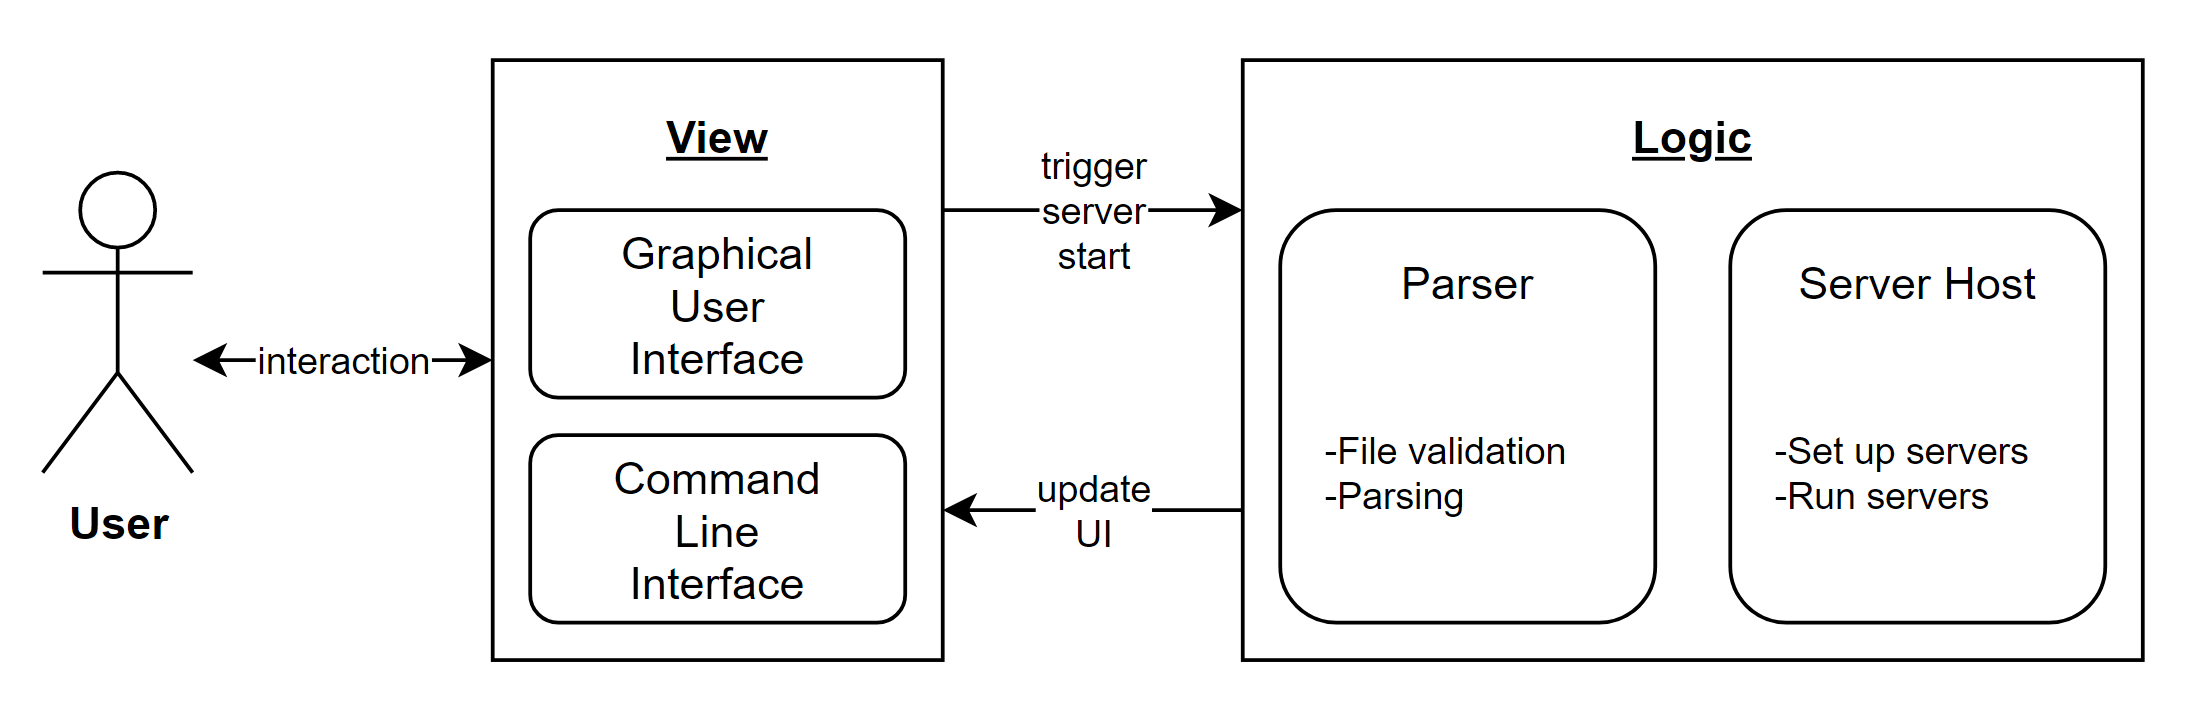 User
interaction
View
Graphical
User
Interface
Command
Line
Interface
trigger
server
start
update
UI
Logic
Parser
-File validation
-Parsing
Server Host
-Set up servers
-Run servers